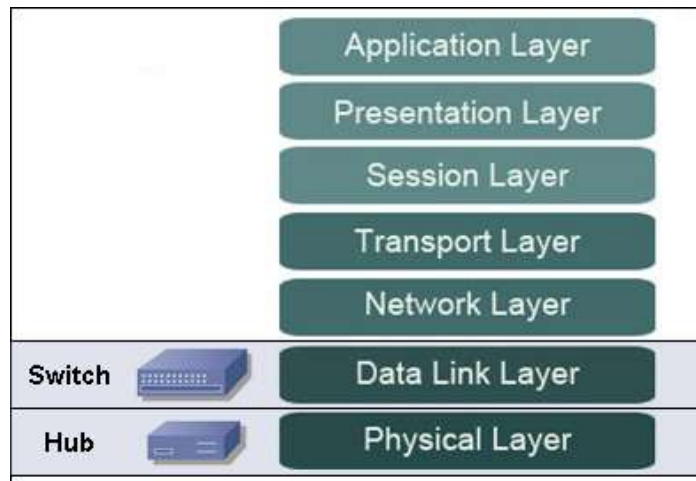 Application Layer
Presentation Layer
Session Layer
Transport Layer
Network Layer
Switch Data Link Layer
Hub Physical Layer